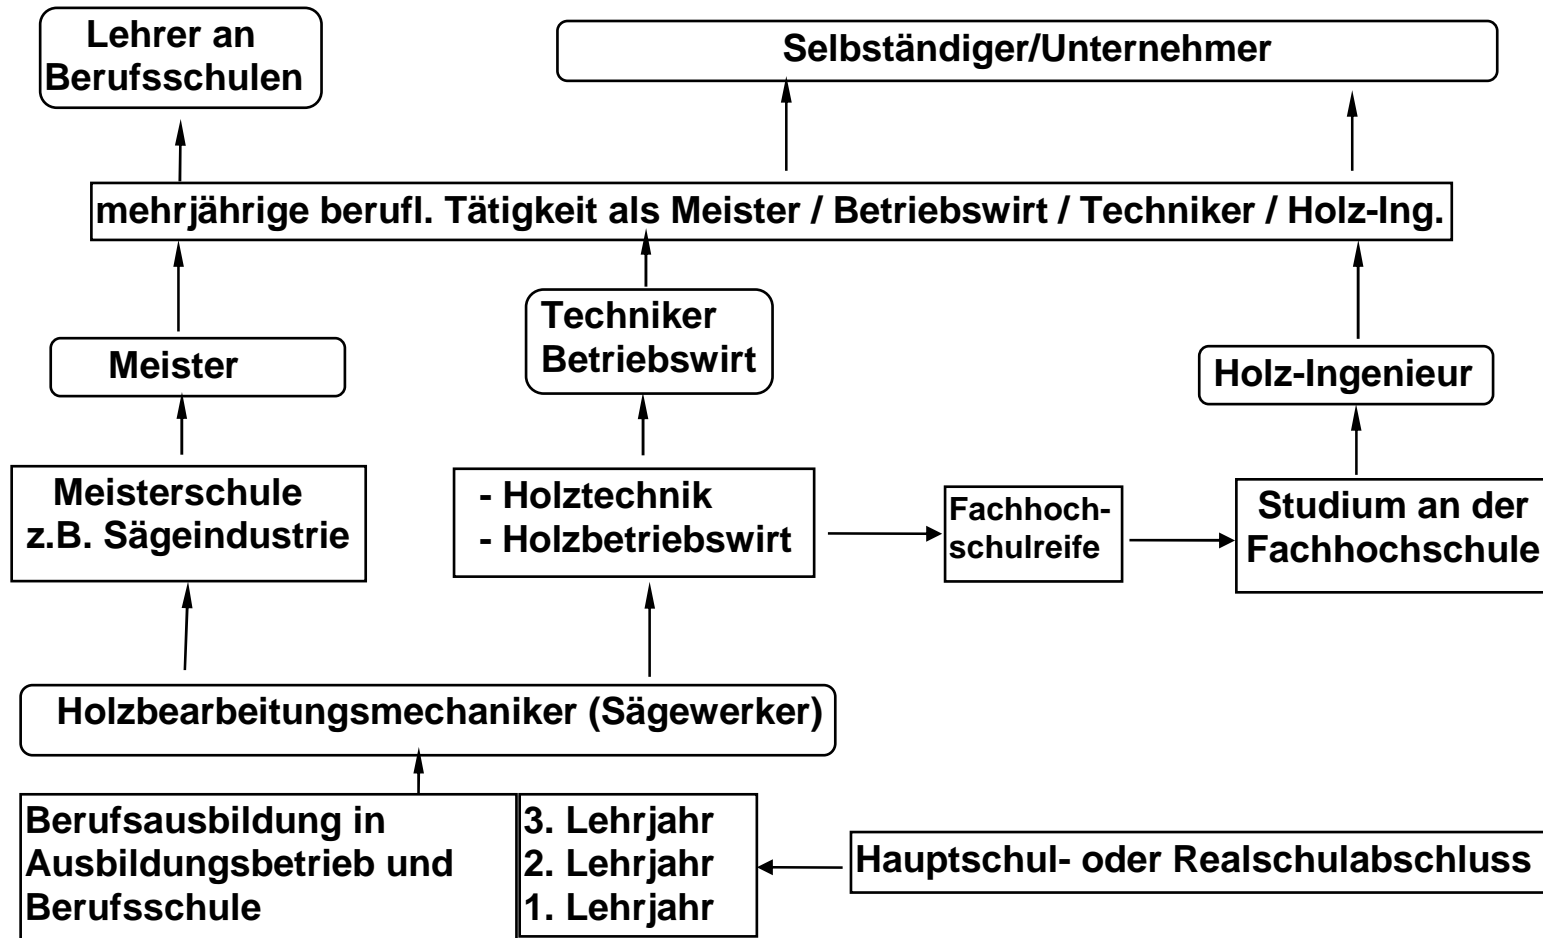 Lehrer an
Berufsschulen
Selbständiger/Unternehmer
mehrjährige berufl. Tätigkeit als Meister / Betriebswirt / Techniker / Holz-Ing.
Techniker
Betriebswirt
Meister
Holz-Ingenieur
Meisterschule
z.B. Sägeindustrie
- Holztechnik
- Holzbetriebswirt
Fachhoch-
schulreife
Studium an der
Fachhochschule
Holzbearbeitungsmechaniker (Sägewerker)
Berufsausbildung in
Ausbildungsbetrieb und
Berufsschule
3. Lehrjahr
2. Lehrjahr
1. Lehrjahr
Hauptschul- oder Realschulabschluss